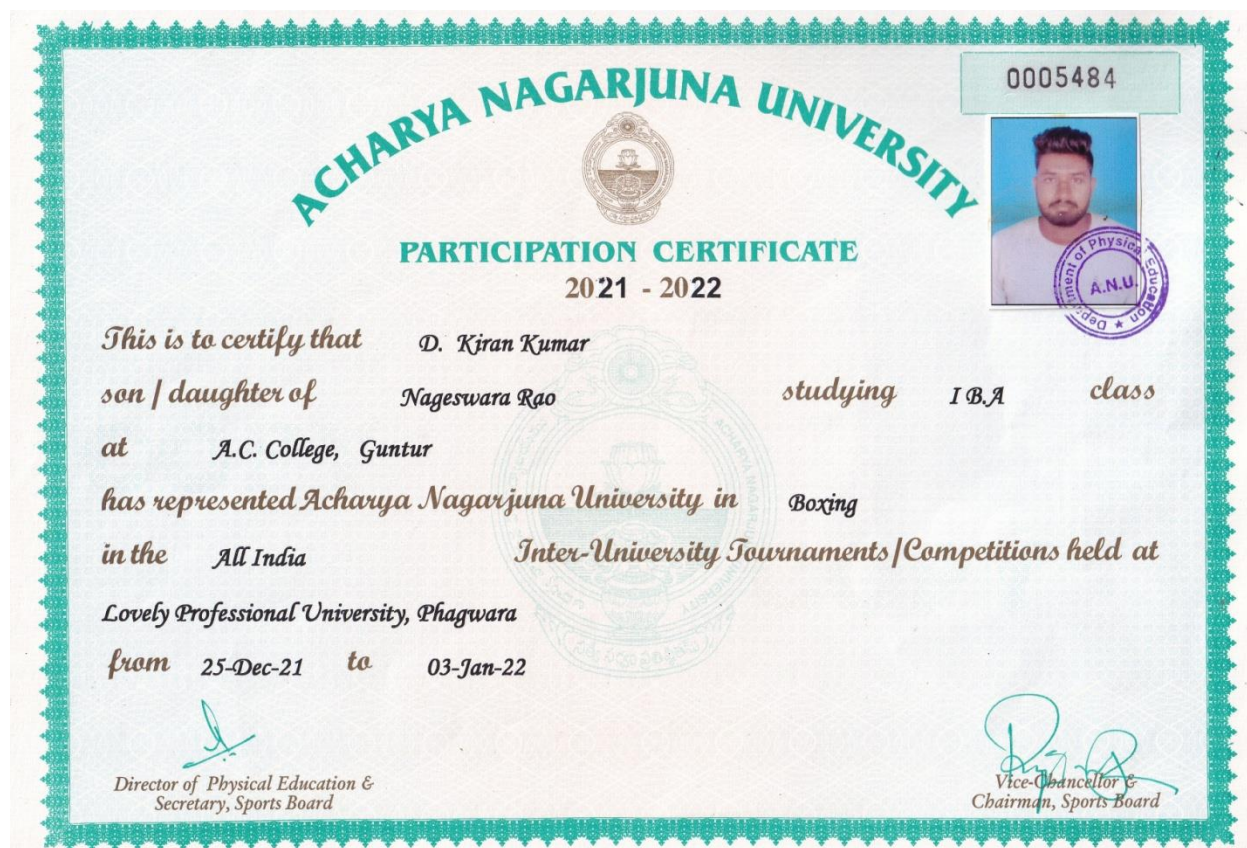 0005484
ACHARYA NAGARJUNA UNIVERSITY
PARTICIPATION CERTIFICATE
2021 - 2022
Department of Physical Education
A.N.U.
This is to certify that D. Kiran Kumar
son / daughter of Nageswara Rao studying I B.A class
at A.C. College, Guntur
has represented Acharya Nagarjuna University in Boxing
in the All India Inter-University Tournaments/Competitions held at
Lovely Professional University, Phagwara
from 25-Dec-21 to 03-Jan-22
Director of Physical Education &
Secretary, Sports Board
Vice-Chancellor &
Chairman, Sports Board